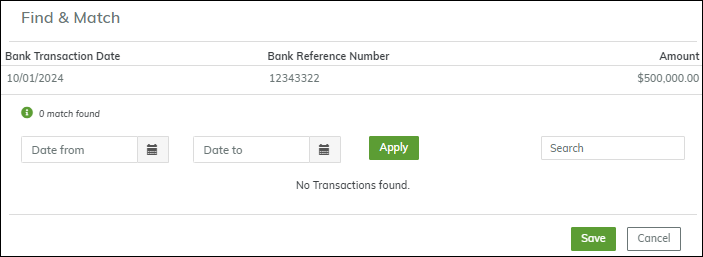 Find & Match
Bank Transaction Date Bank Reference Number Amount
10/01/2024 12343322 $500,000.00
0 match found
Date from Date to Apply Search
No Transactions found.
Save Cancel